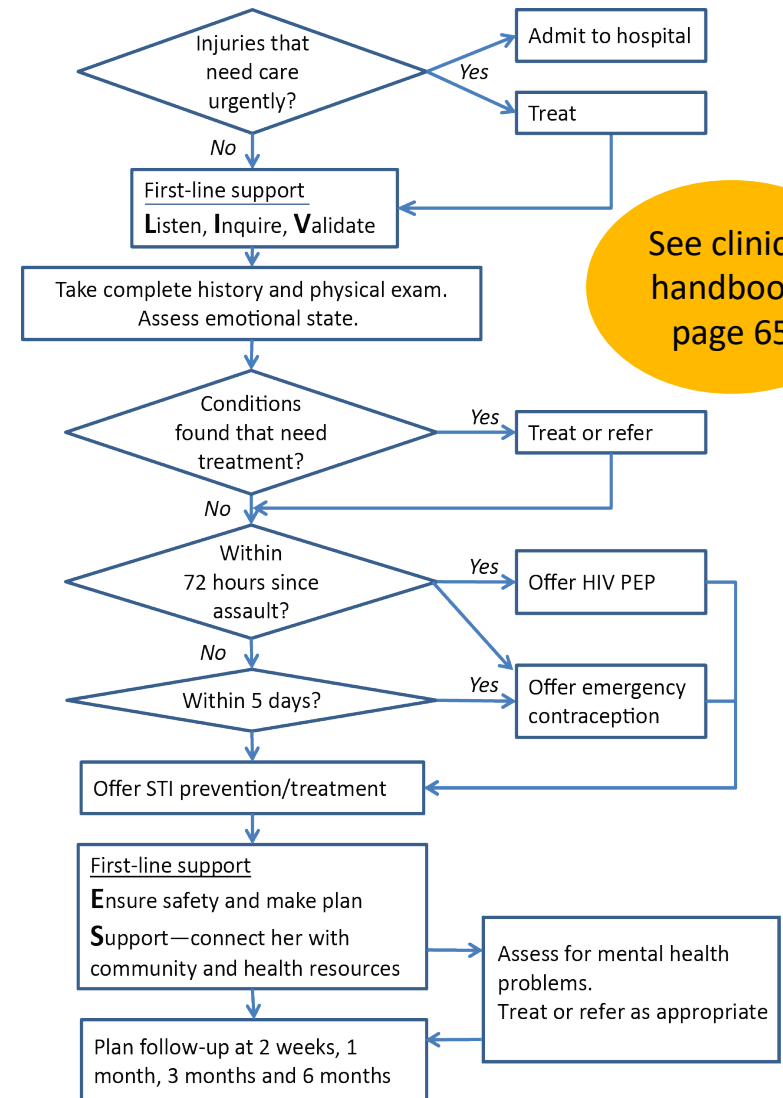 Injuries that
need care
urgently?
Yes
Admit to hospital
Treat
No
First-line support
Listen, Inquire, Validate
See clinic
handboo
page 65
Take complete history and physical exam.
Assess emotional state.
Conditions
found that need
treatment?
Yes
Treat or refer
No
Within
72 hours since
assault?
Yes
Offer HIV PEP
No
Within 5 days?
Yes
Offer emergency
contraception
Offer STI prevention/treatment
First-line support
Ensure safety and make plan
Support—connect her with
community and health resources
Assess for mental health
problems.
Treat or refer as appropriate
Plan follow-up at 2 weeks, 1
month, 3 months and 6 months